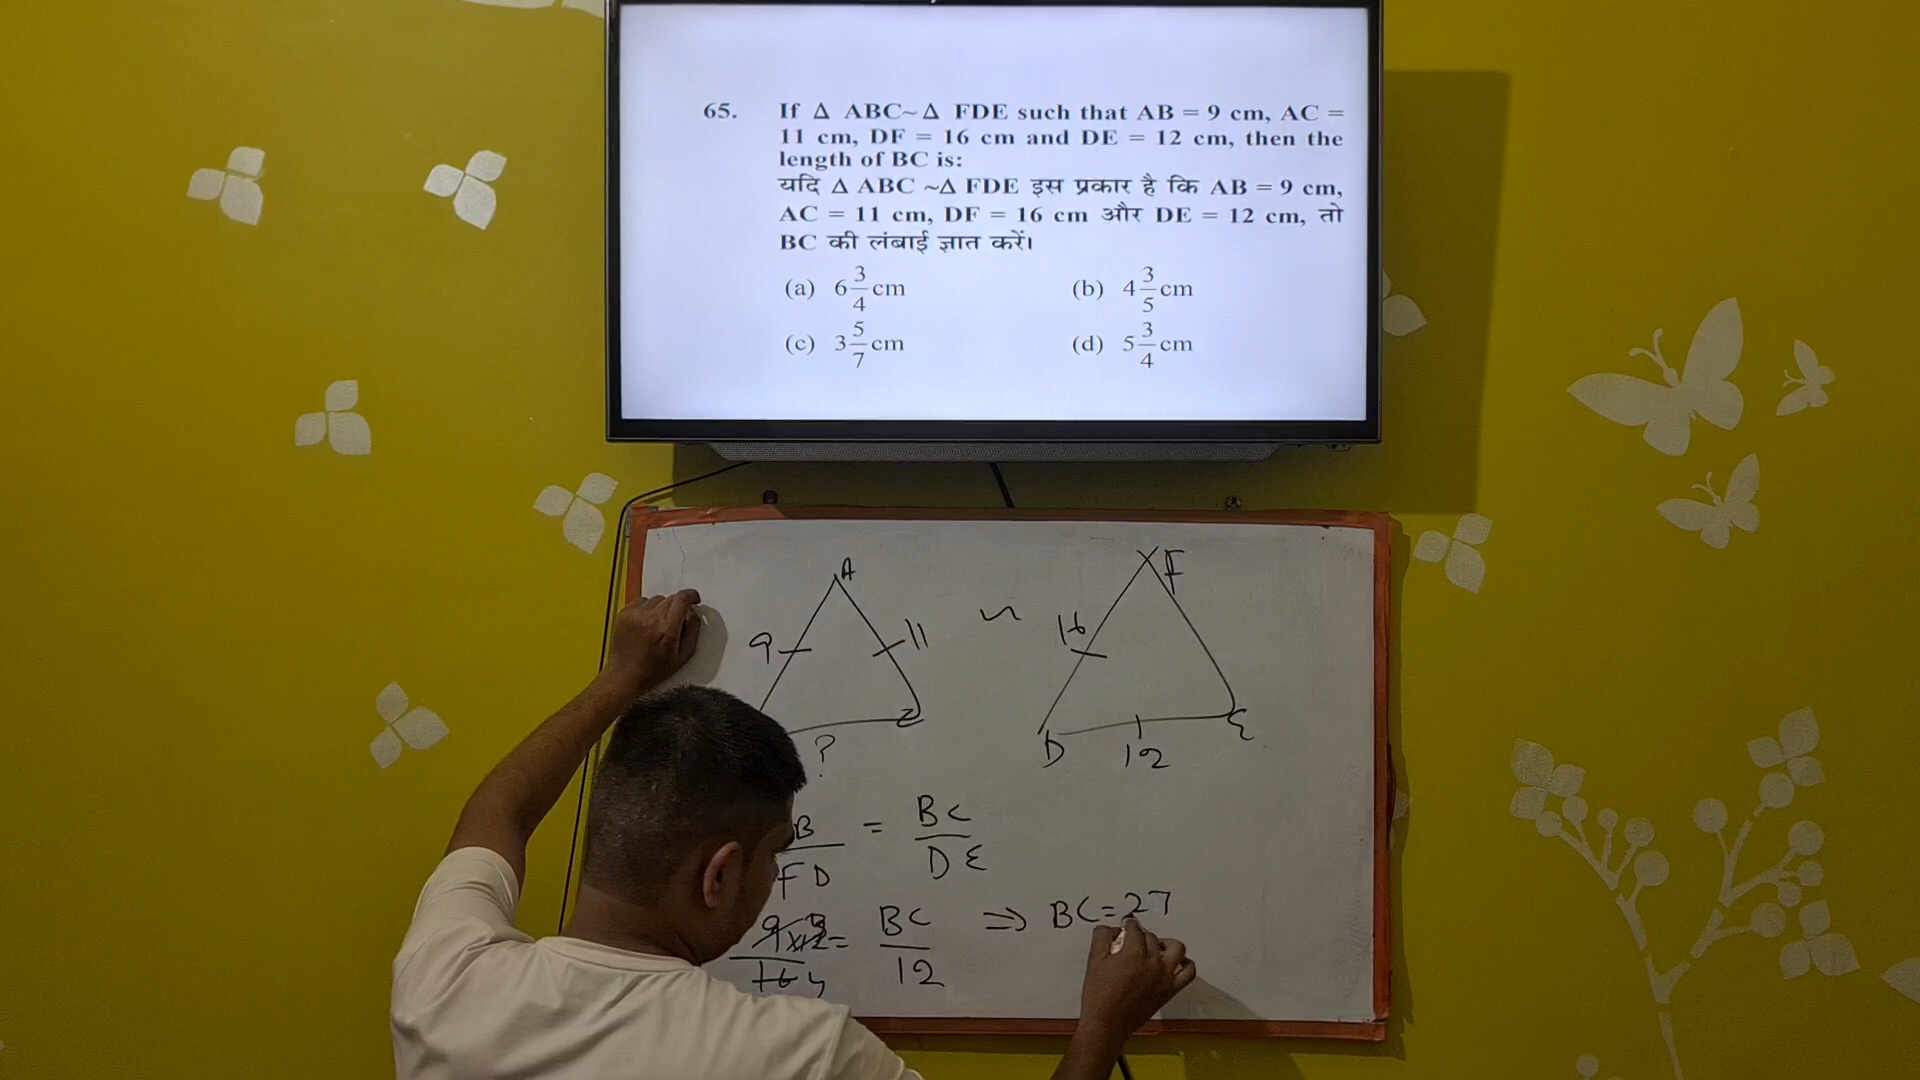 65. If Δ ABC~Δ FDE such that AB = 9 cm, AC =
11 cm, DF = 16 cm and DE = 12 cm, then the
length of BC is:
यदि Δ ABC ~Δ FDE इस प्रकार है कि AB = 9 cm,
AC = 11 cm, DF = 16 cm और DE = 12 cm, तो
BC की लंबाई ज्ञात करें।
(a) 6 3/4 cm (b) 4 3/5 cm
(c) 3 5/7 cm (d) 5 3/4 cm
A F
9 11 ~ 16
D E
? 12
B/FD = BC/DE
9×12/16 = BC/12 ⇒ BC=27